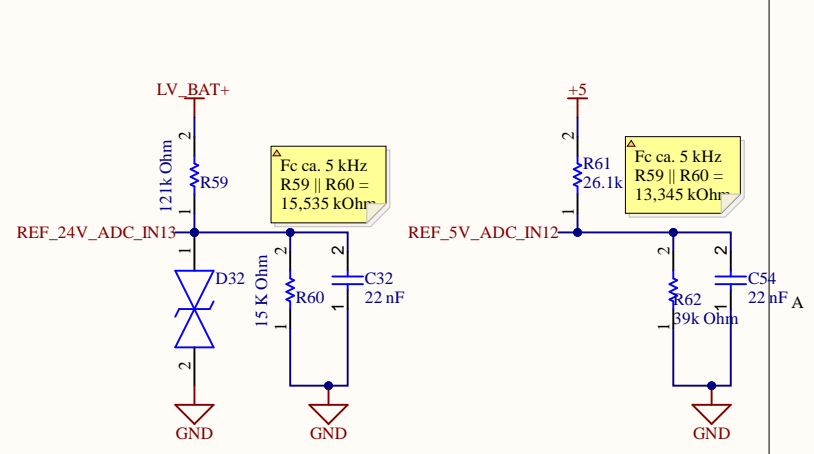 LV_BAT+
2
121k Ohm
R59
1
Fc ca. 5 kHz
R59 || R60 =
15,535 kOhm
REF_24V_ADC_IN13
1
D32
2
GND
2
15 K Ohm
R60
1
2
C32
22 nF
1
GND
+5
2
R61
26.1k
1
Fc ca. 5 kHz
R59 || R60 =
13,345 kOhm
REF_5V_ADC_IN12
2
R62
39k Ohm
1
2
C54
22 nF
1
GND
A